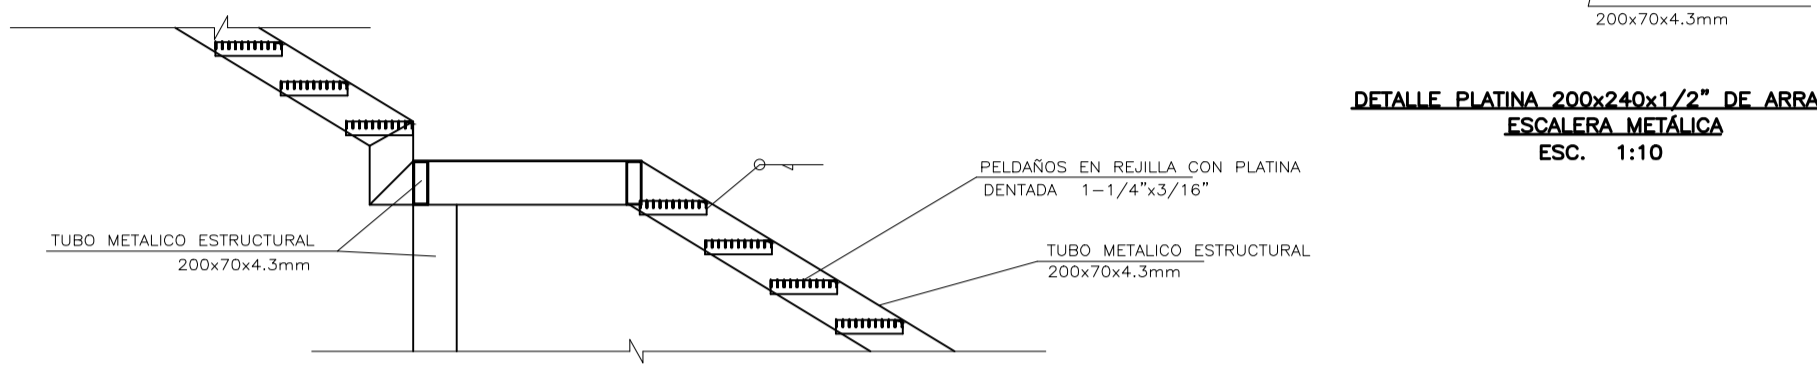 200x70x4.3mm
DETALLE PLATINA 200x240x1/2” DE
ESCALERA METÁLICA
ESC. 1:10
PELDAÑOS EN REJILLA CON PLATINA
DENTADA 1-1/4”x3/16”
TUBO METALICO ESTRUCTURAL
200x70x4.3mm
TUBO METALICO ESTRUCTURAL
200x70x4.3mm